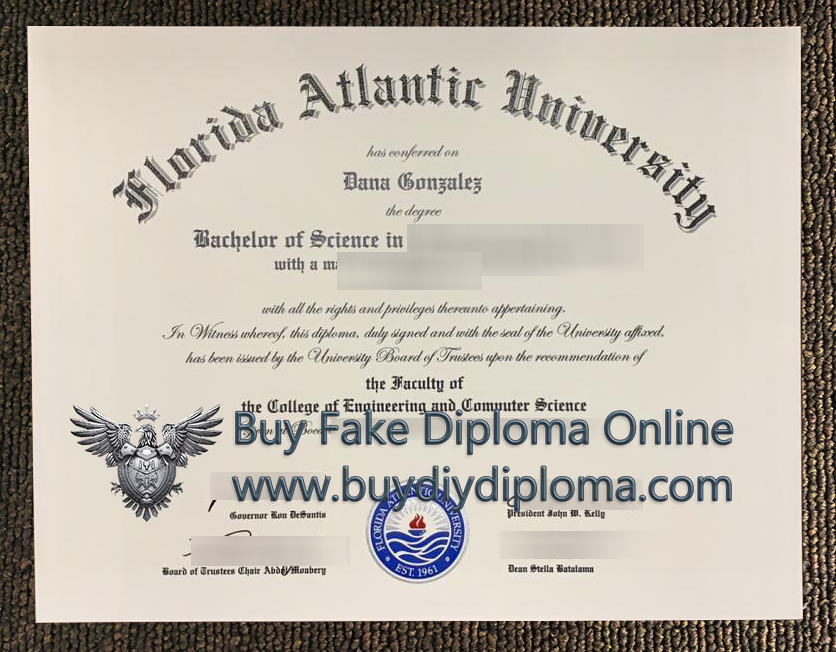 Florida Atlantic University
has conferred on
Dana Gonzalez
the degree
Bachelor of Science in
with a
with all the rights and privileges thereunto appertaining.
In Witness whereof, this diploma, duly signed and with the seal of the University affixed,
has been issued by the University Board of Trustees upon the recommendation of
the Faculty of
the College of Engineering and Computer Science
Buy Fake Diploma Online
www.buydiydiploma.com
Governor Ron DeSantis
President John W. Kelly
FLORIDA ATLANTIC UNIVERSITY
EST. 1961
Board of Trustees Chair Abdol Moabery
Dean Stella Batalama